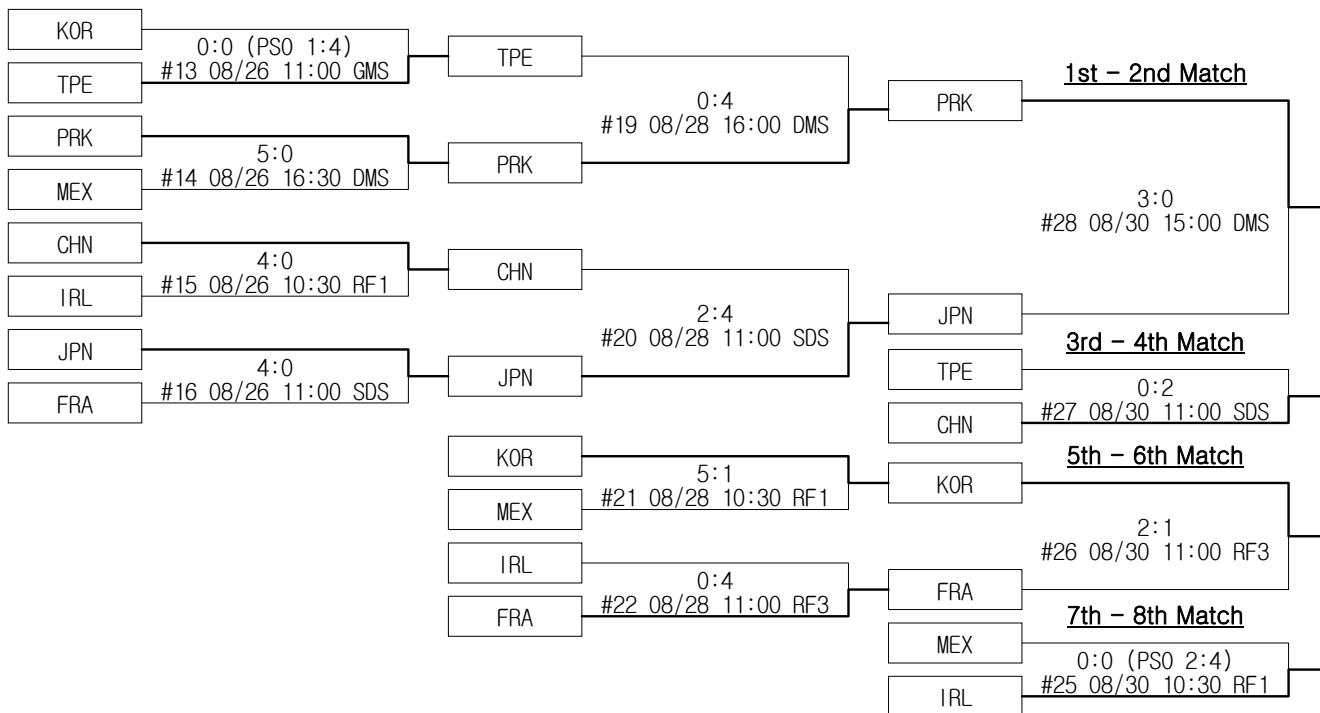 KOR
0:0 (PSO 1:4)
#13 08/26 11:00 GMS
TPE
PRK
5:0
#14 08/26 16:30 DMS
MEX
CHN
4:0
#15 08/26 10:30 RF1
IRL
JPN
4:0
#16 08/26 11:00 SDS
FRA
TPE
0:4
#19 08/28 16:00 DMS
PRK
CHN
2:4
#20 08/28 11:00 SDS
JPN
KOR
5:1
#21 08/28 10:30 RF1
MEX
IRL
0:4
#22 08/28 11:00 RF3
FRA
1st - 2nd Match
PRK
3:0
#28 08/30 15:00 DMS
JPN
3rd - 4th Match
TPE
0:2
#27 08/30 11:00 SDS
CHN
5th - 6th Match
KOR
2:1
#26 08/30 11:00 RF3
FRA
7th - 8th Match
MEX
0:0 (PSO 2:4)
#25 08/30 10:30 RF1
IRL